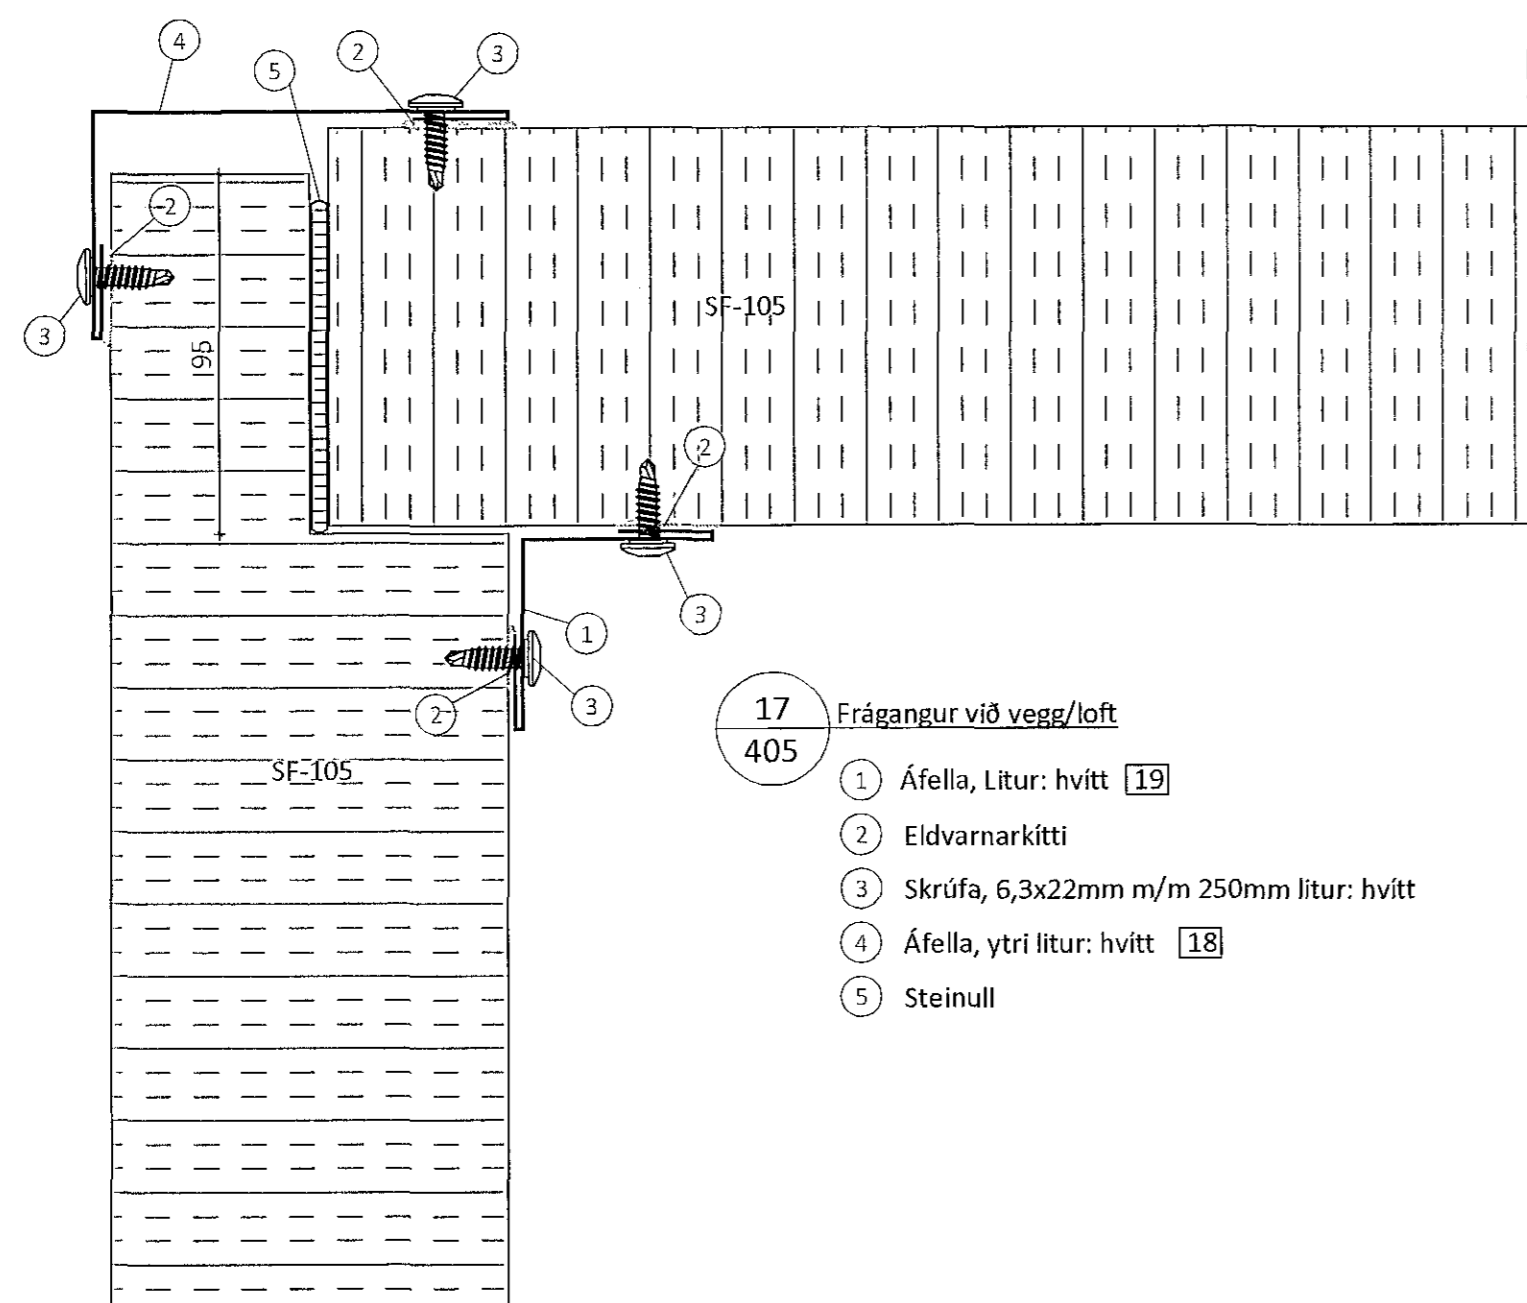 4
5
2
3
2
3
95
SF-105
2
3
1
2
3
SF-105
17
405
Frágangur við vegg/loft
1 Áfella, Litur: hvítt 19
2 Eldvarnarkítti
3 Skrúfa, 6,3x22mm m/m 250mm litur: hvítt
4 Áfella, ytri litur: hvítt 18
5 Steinull